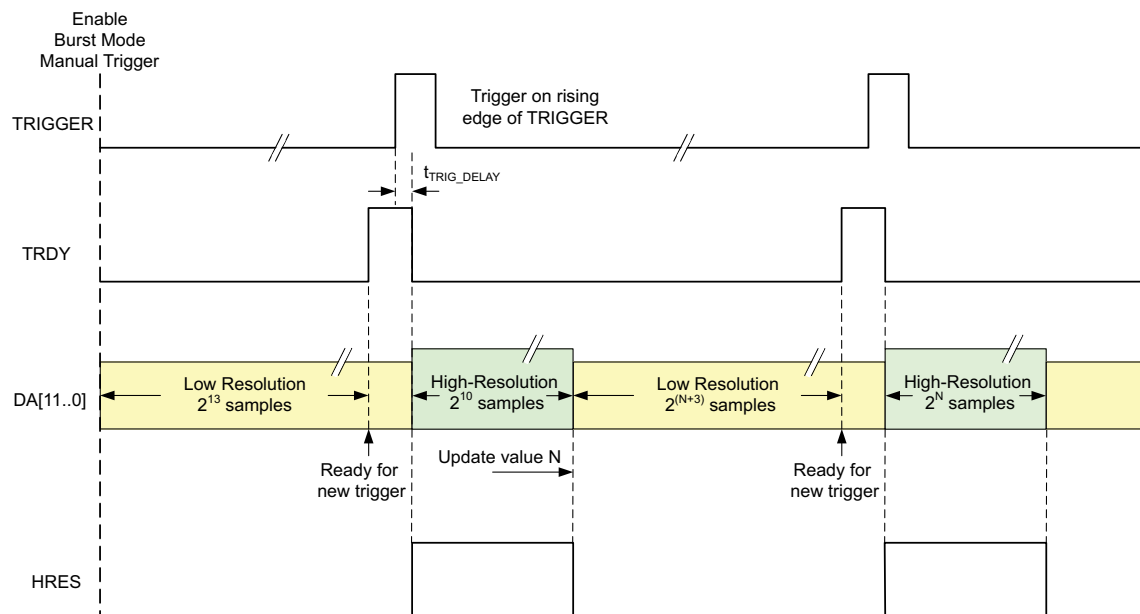 Enable
Burst Mode
Manual Trigger
TRIGGER
Trigger on rising
edge of TRIGGER
tTRIG_DELAY
TRDY
DA[11..0]
Low Resolution
2^13 samples
High-Resolution
2^10 samples
Low Resolution
2^(N+3) samples
High-Resolution
2^N samples
Update value N
Ready for
new trigger
Ready for
new trigger
HRES